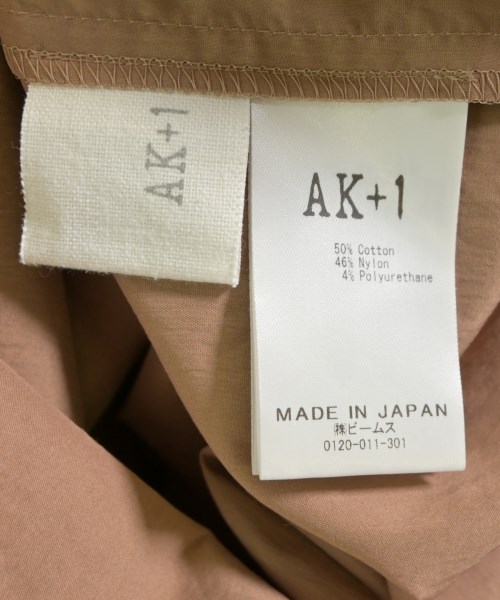 AK+1
AK+1
50% Cotton
46% Nylon
4% Polyurethane
MADE IN JAPAN
㈱ビームス
0120-011-301